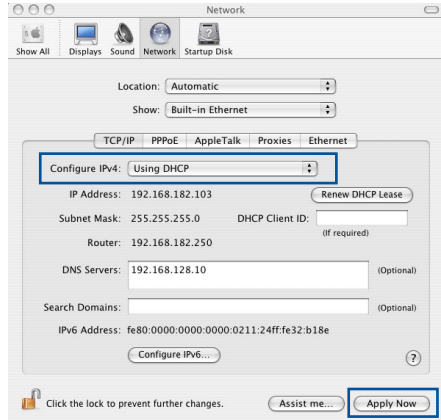 Network
Show All Displays Sound Network Startup Disk
Location: Automatic
Show: Built-in Ethernet
TCP/IP PPPoE AppleTalk Proxies Ethernet
Configure IPv4: Using DHCP
IP Address: 192.168.182.103 Renew DHCP Lease
Subnet Mask: 255.255.255.0 DHCP Client ID:
(If required)
Router: 192.168.182.250
DNS Servers: 192.168.128.10 (Optional)
Search Domains: (Optional)
IPv6 Address: fe80:0000:0000:0000:0211:24ff:fe32:b18e
Configure IPv6... ?
Click the lock to prevent further changes. Assist me... Apply Now